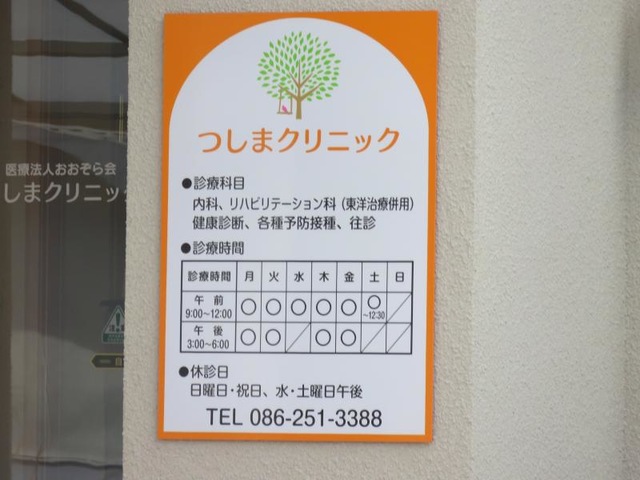 つしまクリニック
●診療科目
内科、リハビリテーション科（東洋治療併用）
健康診断、各種予防接種、往診
●診療時間
診療時間 月 火 水 木 金 土 日
午前 9:00~12:00 ○ ○ ○ ○ ○ ○~12:30 ／
午後 3:00~6:00 ○ ○ ／ ○ ○ ／ ／
●休診日
日曜日・祝日、水・土曜日午後
TEL 086-251-3388
医療法人おおぞら会
しまクリニック